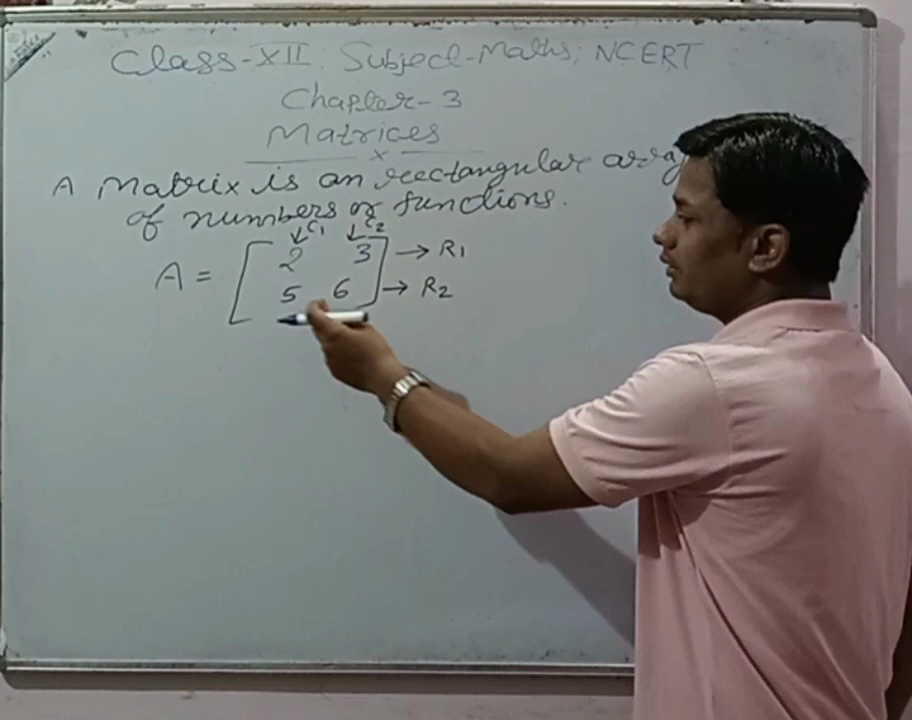 Class-XII: Subject-Maths; NCERT
Chapter-3
Matrices
x
A Matrix is an rectangular array
of numbers or functions.
↓C1 ↓C2
A = [ 2 3 ] → R1
5 6 → R2